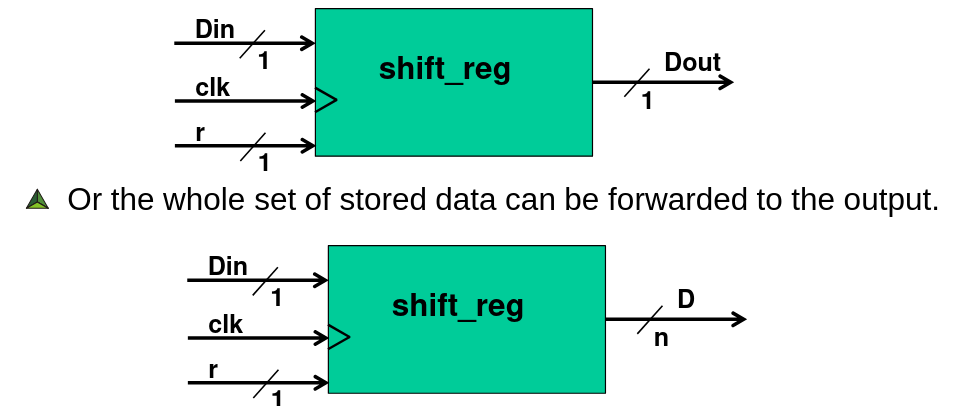 Din
1
shift_reg
Dout
1
clk
r
1
Or the whole set of stored data can be forwarded to the output.
Din
1
shift_reg
D
n
clk
r
1